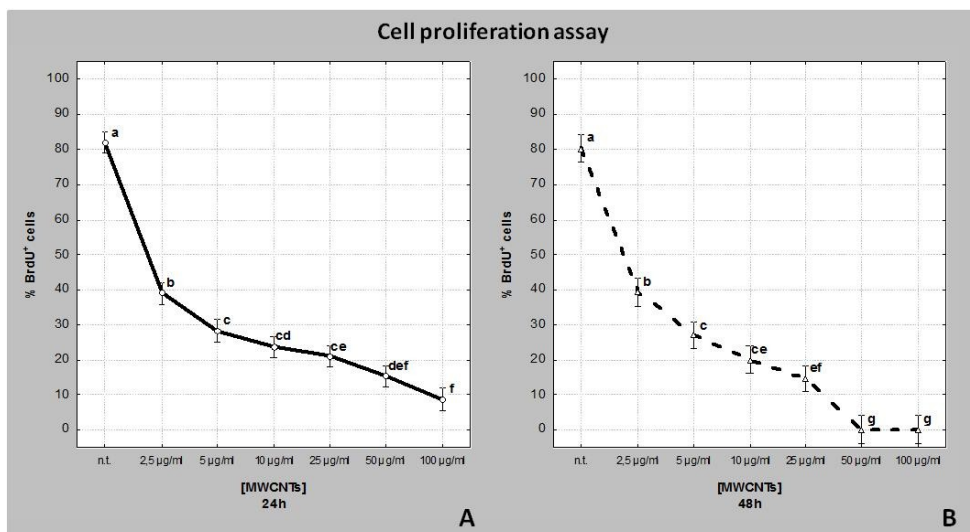 Cell proliferation assay
% BrdU⁺ cells
100
90
80
70
60
50
40
30
20
10
0
a
b
c
cd
ce
def
f
n.t.
2,5 µg/ml
5 µg/ml
10 µg/ml
25 µg/ml
50 µg/ml
100 µg/ml
[MWCNTs]
24h
A
% BrdU⁺ cells
100
90
80
70
60
50
40
30
20
10
0
a
b
c
ce
ef
g
g
n.t.
2,5 µg/ml
5 µg/ml
10 µg/ml
25 µg/ml
50 µg/ml
100 µg/ml
[MWCNTs]
48h
B